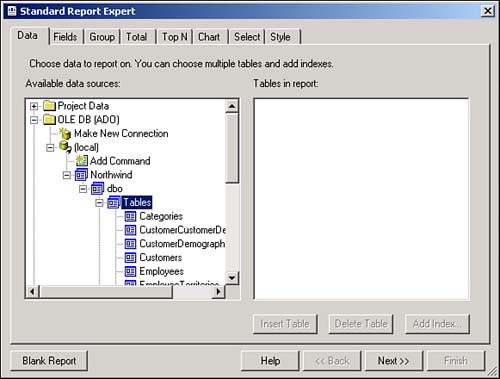 Standard Report Expert
Data Fields Group Total Top N Chart Select Style
Choose data to report on. You can choose multiple tables and add indexes.
Available data sources: Tables in report:
Project Data
OLE DB (ADO)
Make New Connection
(local)
Add Command
Northwind
dbo
Tables
Categories
CustomerCustomerDe
CustomerDemograph
Customers
Employees
EmployeeTerritories
Insert Table Delete Table Add Index...
Blank Report Help << Back Next >> Finish